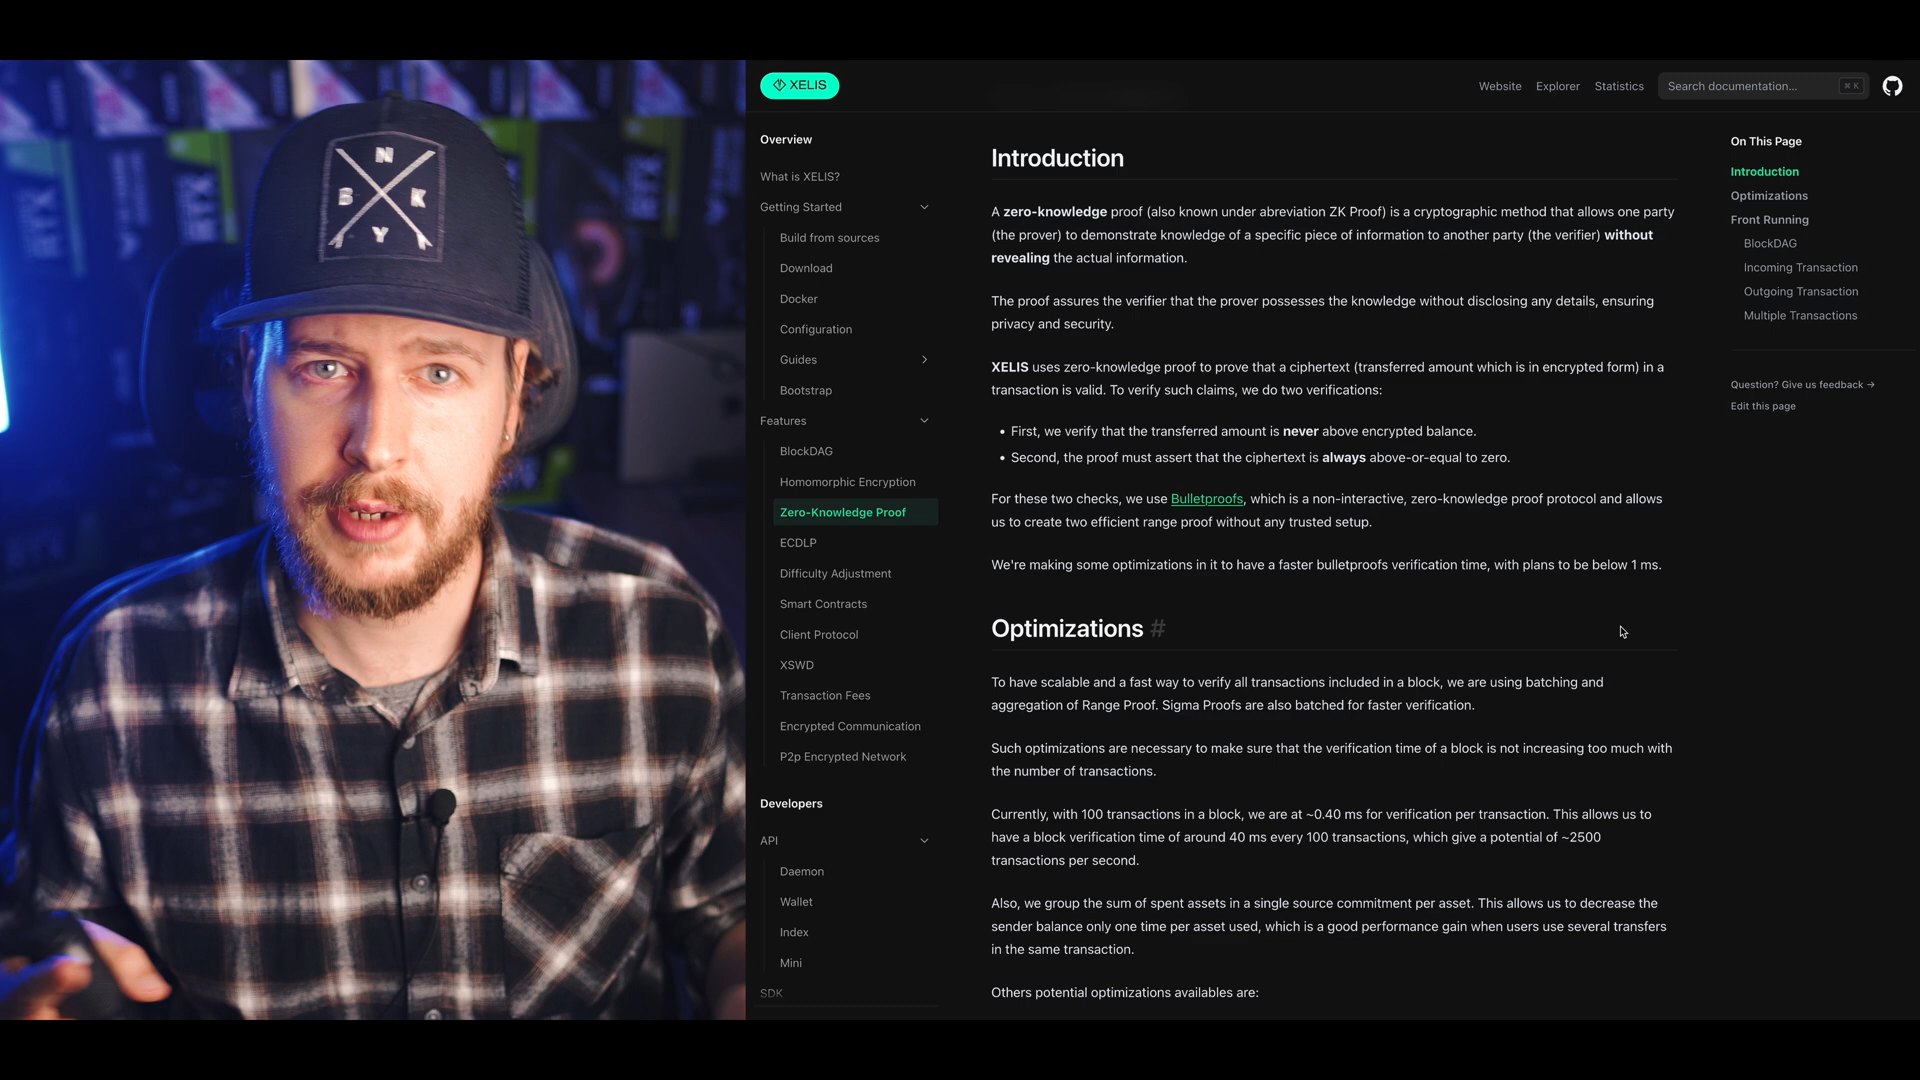 N
B K
Y
XELIS
Website Explorer Statistics Search documentation... ⌘ K
Overview
What is XELIS?
Getting Started
Build from sources
Download
Docker
Configuration
Guides
Bootstrap
Features
BlockDAG
Homomorphic Encryption
Zero-Knowledge Proof
ECDLP
Difficulty Adjustment
Smart Contracts
Client Protocol
XSWD
Transaction Fees
Encrypted Communication
P2p Encrypted Network
Developers
API
Daemon
Wallet
Index
Mini
SDK
Introduction
A zero-knowledge proof (also known under abreviation ZK Proof) is a cryptographic method that allows one party
(the prover) to demonstrate knowledge of a specific piece of information to another party (the verifier) without
revealing the actual information.
The proof assures the verifier that the prover possesses the knowledge without disclosing any details, ensuring
privacy and security.
XELIS uses zero-knowledge proof to prove that a ciphertext (transferred amount which is in encrypted form) in a
transaction is valid. To verify such claims, we do two verifications:
• First, we verify that the transferred amount is never above encrypted balance.
• Second, the proof must assert that the ciphertext is always above-or-equal to zero.
For these two checks, we use Bulletproofs, which is a non-interactive, zero-knowledge proof protocol and allows
us to create two efficient range proof without any trusted setup.
We're making some optimizations in it to have a faster bulletproofs verification time, with plans to be below 1 ms.
Optimizations #
To have scalable and a fast way to verify all transactions included in a block, we are using batching and
aggregation of Range Proof. Sigma Proofs are also batched for faster verification.
Such optimizations are necessary to make sure that the verification time of a block is not increasing too much with
the number of transactions.
Currently, with 100 transactions in a block, we are at ~0.40 ms for verification per transaction. This allows us to
have a block verification time of around 40 ms every 100 transactions, which give a potential of ~2500
transactions per second.
Also, we group the sum of spent assets in a single source commitment per asset. This allows us to decrease the
sender balance only one time per asset used, which is a good performance gain when users use several transfers
in the same transaction.
Others potential optimizations availables are:
On This Page
Introduction
Optimizations
Front Running
BlockDAG
Incoming Transaction
Outgoing Transaction
Multiple Transactions
Question? Give us feedback →
Edit this page